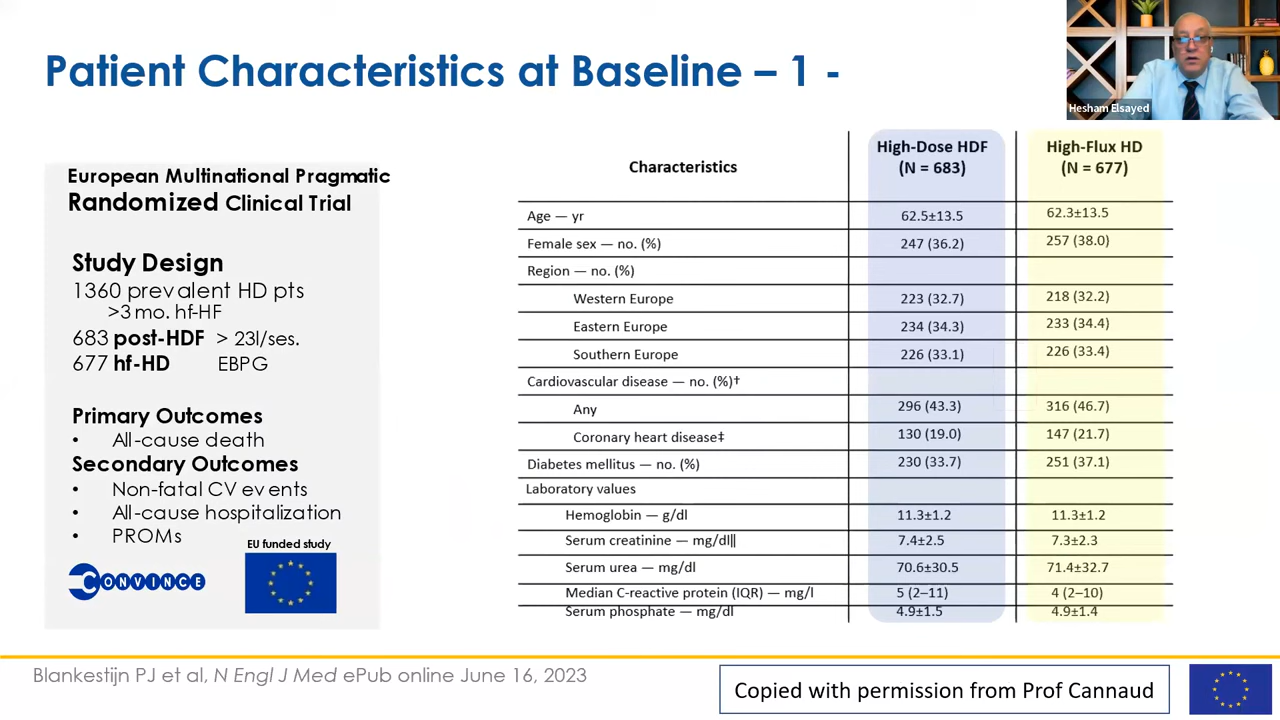 Patient Characteristics at Baseline – 1 -
Hesham Elsayed
European Multinational Pragmatic
Randomized Clinical Trial
Study Design
1360 prevalent HD pts
>3 mo. hf-HF
683 post-HDF > 23l/ses.
677 hf-HD EBPG
Primary Outcomes
• All-cause death
Secondary Outcomes
• Non-fatal CV events
• All-cause hospitalization
• PROMs
EU funded study
CONVINCE
Characteristics High-Dose HDF (N = 683) High-Flux HD (N = 677)
Age — yr 62.5±13.5 62.3±13.5
Female sex — no. (%) 247 (36.2) 257 (38.0)
Region — no. (%)
Western Europe 223 (32.7) 218 (32.2)
Eastern Europe 234 (34.3) 233 (34.4)
Southern Europe 226 (33.1) 226 (33.4)
Cardiovascular disease — no. (%)†
Any 296 (43.3) 316 (46.7)
Coronary heart disease‡ 130 (19.0) 147 (21.7)
Diabetes mellitus — no. (%) 230 (33.7) 251 (37.1)
Laboratory values
Hemoglobin — g/dl 11.3±1.2 11.3±1.2
Serum creatinine — mg/dl‖ 7.4±2.5 7.3±2.3
Serum urea — mg/dl 70.6±30.5 71.4±32.7
Median C-reactive protein (IQR) — mg/l 5 (2–11) 4 (2–10)
Serum phosphate — mg/dl 4.9±1.5 4.9±1.4
Blankestijn PJ et al, N Engl J Med ePub online June 16, 2023
Copied with permission from Prof Cannaud